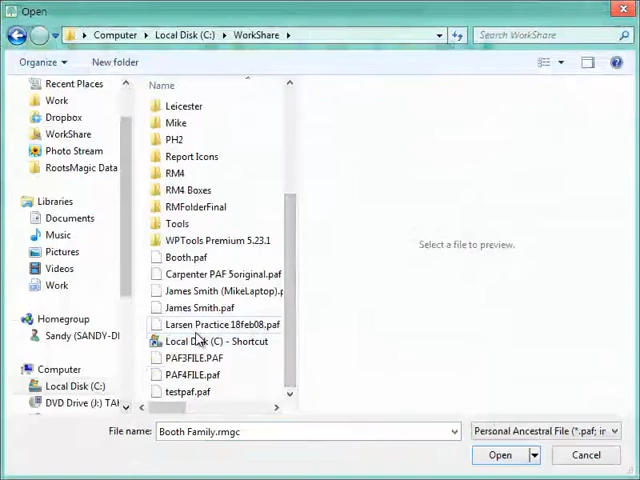 Open
Computer
Local Disk (C:)
WorkShare
Search WorkShare
Organize
New folder
Recent Places
Work
Dropbox
WorkShare
Photo Stream
RootsMagic Data
Libraries
Documents
Music
Pictures
Videos
Work
Homegroup
Sandy (SANDY-DI
Computer
Local Disk (C:)
DVD Drive (J:) TAI
Name
Leicester
Mike
PH2
Report Icons
RM4
RM4 Boxes
RMFolderFinal
Tools
WPTools Premium 5.23.1
Booth.paf
Carpenter PAF 5original.paf
James Smith (MikeLaptop).p
James Smith.paf
Larsen Practice 18feb08.paf
Local Disk (C) - Shortcut
PAF3FILE.PAF
PAF4FILE.paf
testpaf.paf
Select a file to preview.
File name:
Booth Family.rmgc
Personal Ancestral File (*.paf; in
Open
Cancel